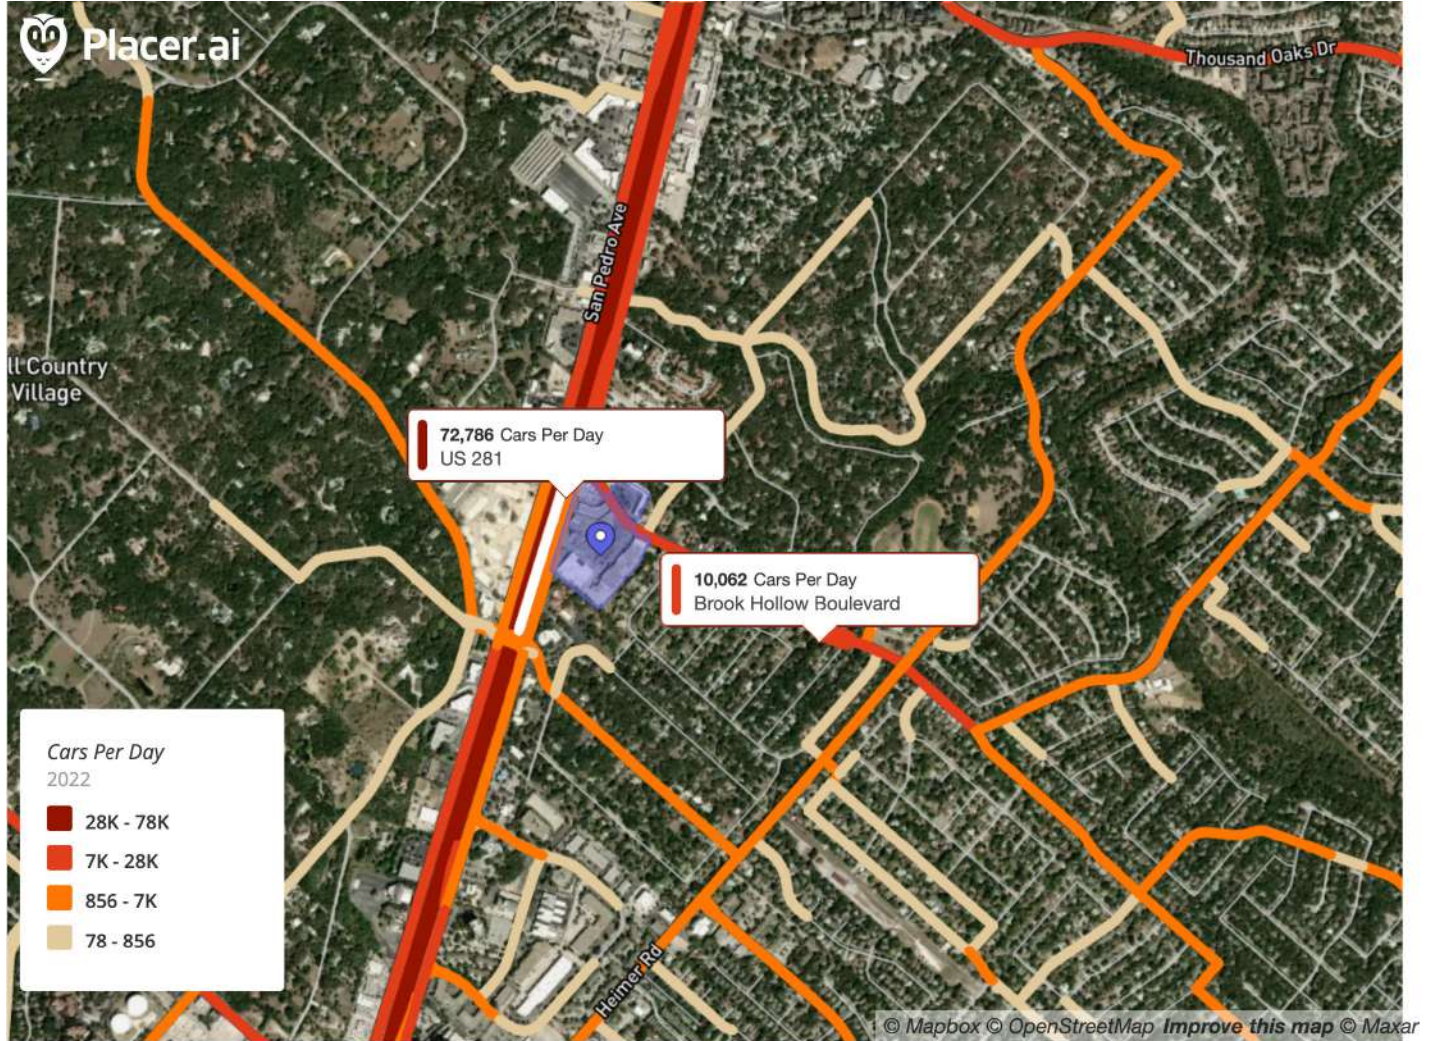 Placer.ai
Thousand Oaks Dr
San Pedro Ave
ll Country
Village
72,786 Cars Per Day
US 281
10,062 Cars Per Day
Brook Hollow Boulevard
Cars Per Day
2022
28K - 78K
7K - 28K
856 - 7K
78 - 856
Heimer Rd
© Mapbox © OpenStreetMap Improve this map © Maxar